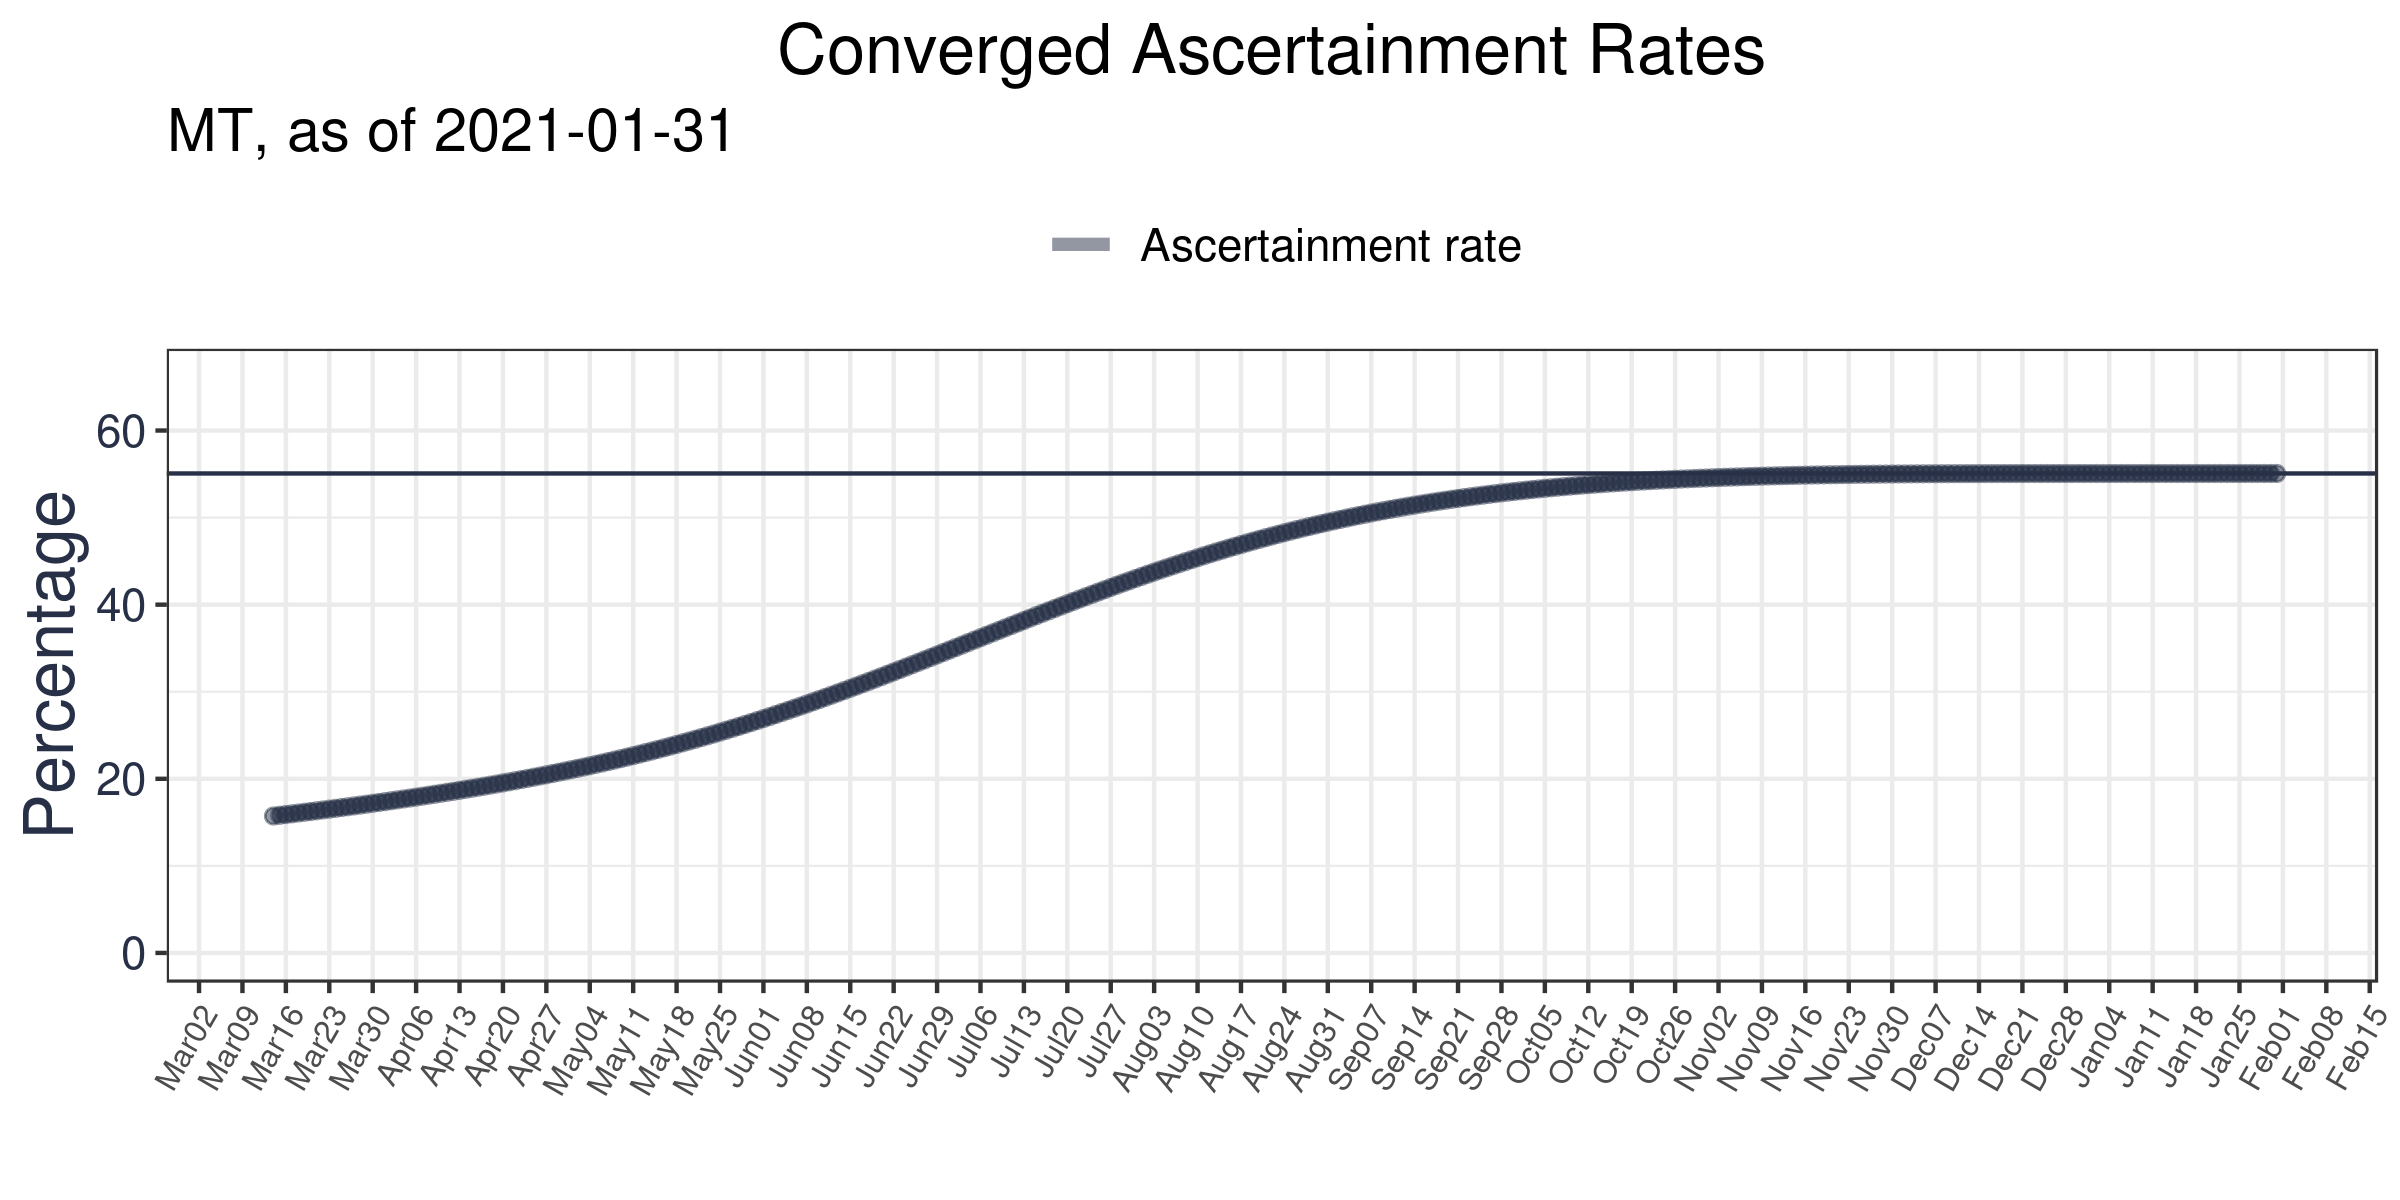 Converged Ascertainment Rates
MT, as of 2021-01-31
Ascertainment rate
Percentage
60
40
20
0
Mar02
Mar09
Mar16
Mar23
Mar30
Apr06
Apr13
Apr20
Apr27
May04
May11
May18
May25
Jun01
Jun08
Jun15
Jun22
Jun29
Jul06
Jul13
Jul20
Jul27
Aug03
Aug10
Aug17
Aug24
Aug31
Sep07
Sep14
Sep21
Sep28
Oct05
Oct12
Oct19
Oct26
Nov02
Nov09
Nov16
Nov23
Nov30
Dec07
Dec14
Dec21
Dec28
Jan04
Jan11
Jan18
Jan25
Feb01
Feb08
Feb15